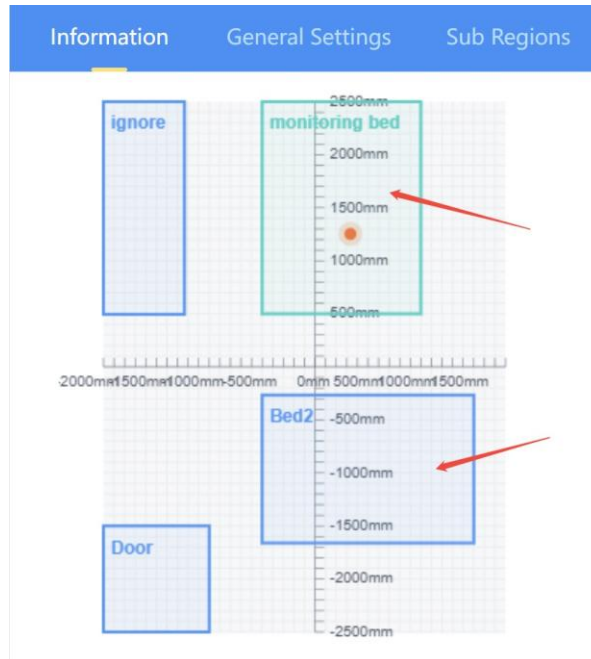 Information General Settings Sub Regions
2500mm
ignore monitoring bed
2000mm
1500mm
1000mm
500mm
-2000mm -1500mm -1000mm -500mm 0mm 500mm 1000mm 1500mm
Bed2 -500mm
-1000mm
-1500mm
Door
-2000mm
-2500mm